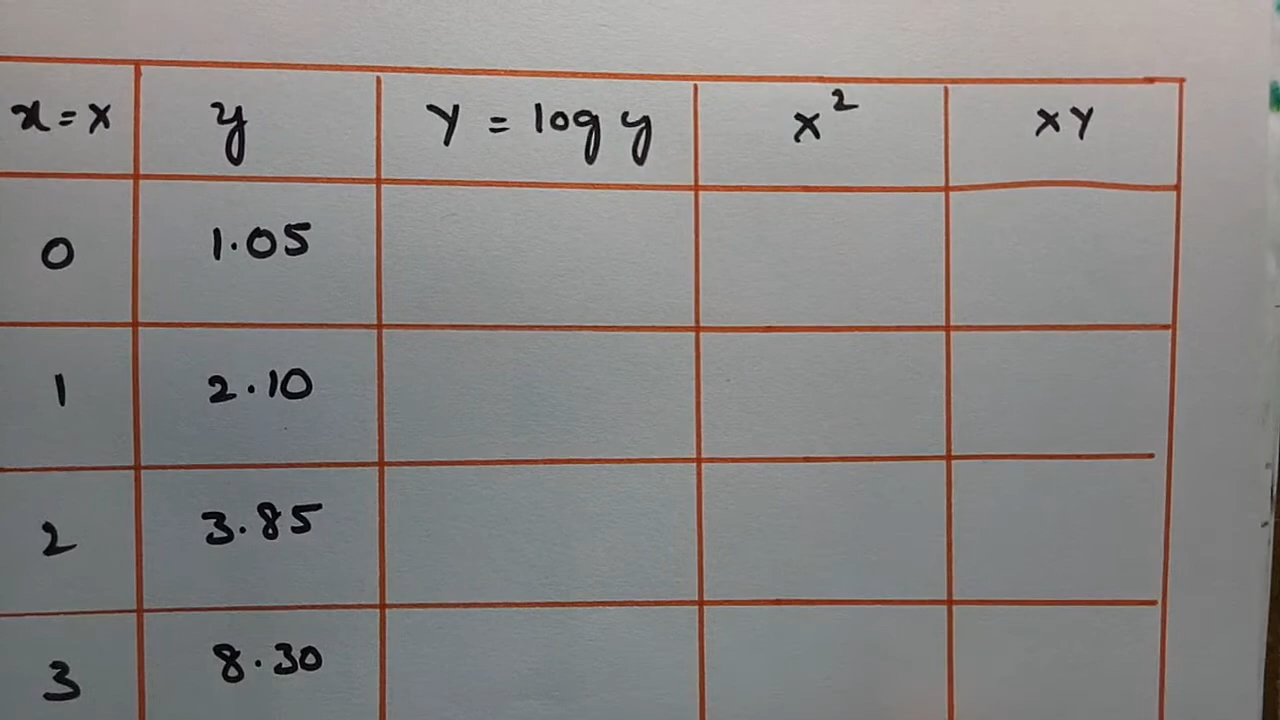 x = X y Y = log y X² XY
0 1.05
1 2.10
2 3.85
3 8.30